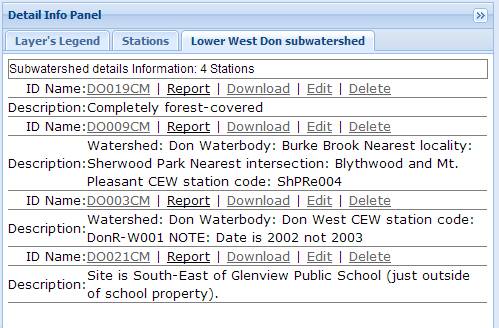 Detail Info Panel
Layer's Legend Stations Lower West Don subwatershed
Subwatershed details Information: 4 Stations
ID Name: DO019CM | Report | Download | Edit | Delete
Description: Completely forest-covered
ID Name: DO009CM | Report | Download | Edit | Delete
Description: Watershed: Don Waterbody: Burke Brook Nearest locality:
Sherwood Park Nearest intersection: Blythwood and Mt.
Pleasant CEW station code: ShPRe004
ID Name: DO003CM | Report | Download | Edit | Delete
Description: Watershed: Don Waterbody: Don West CEW station code:
DonR-W001 NOTE: Date is 2002 not 2003
ID Name: DO021CM | Report | Download | Edit | Delete
Description: Site is South-East of Glenview Public School (just outside
of school property).